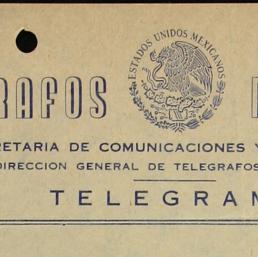 ESTADOS UNIDOS MEXICANOS
RAFOS
RETARIA DE COMUNICACIONES Y
DIRECCION GENERAL DE TELEGRAFOS
TELEGRAM